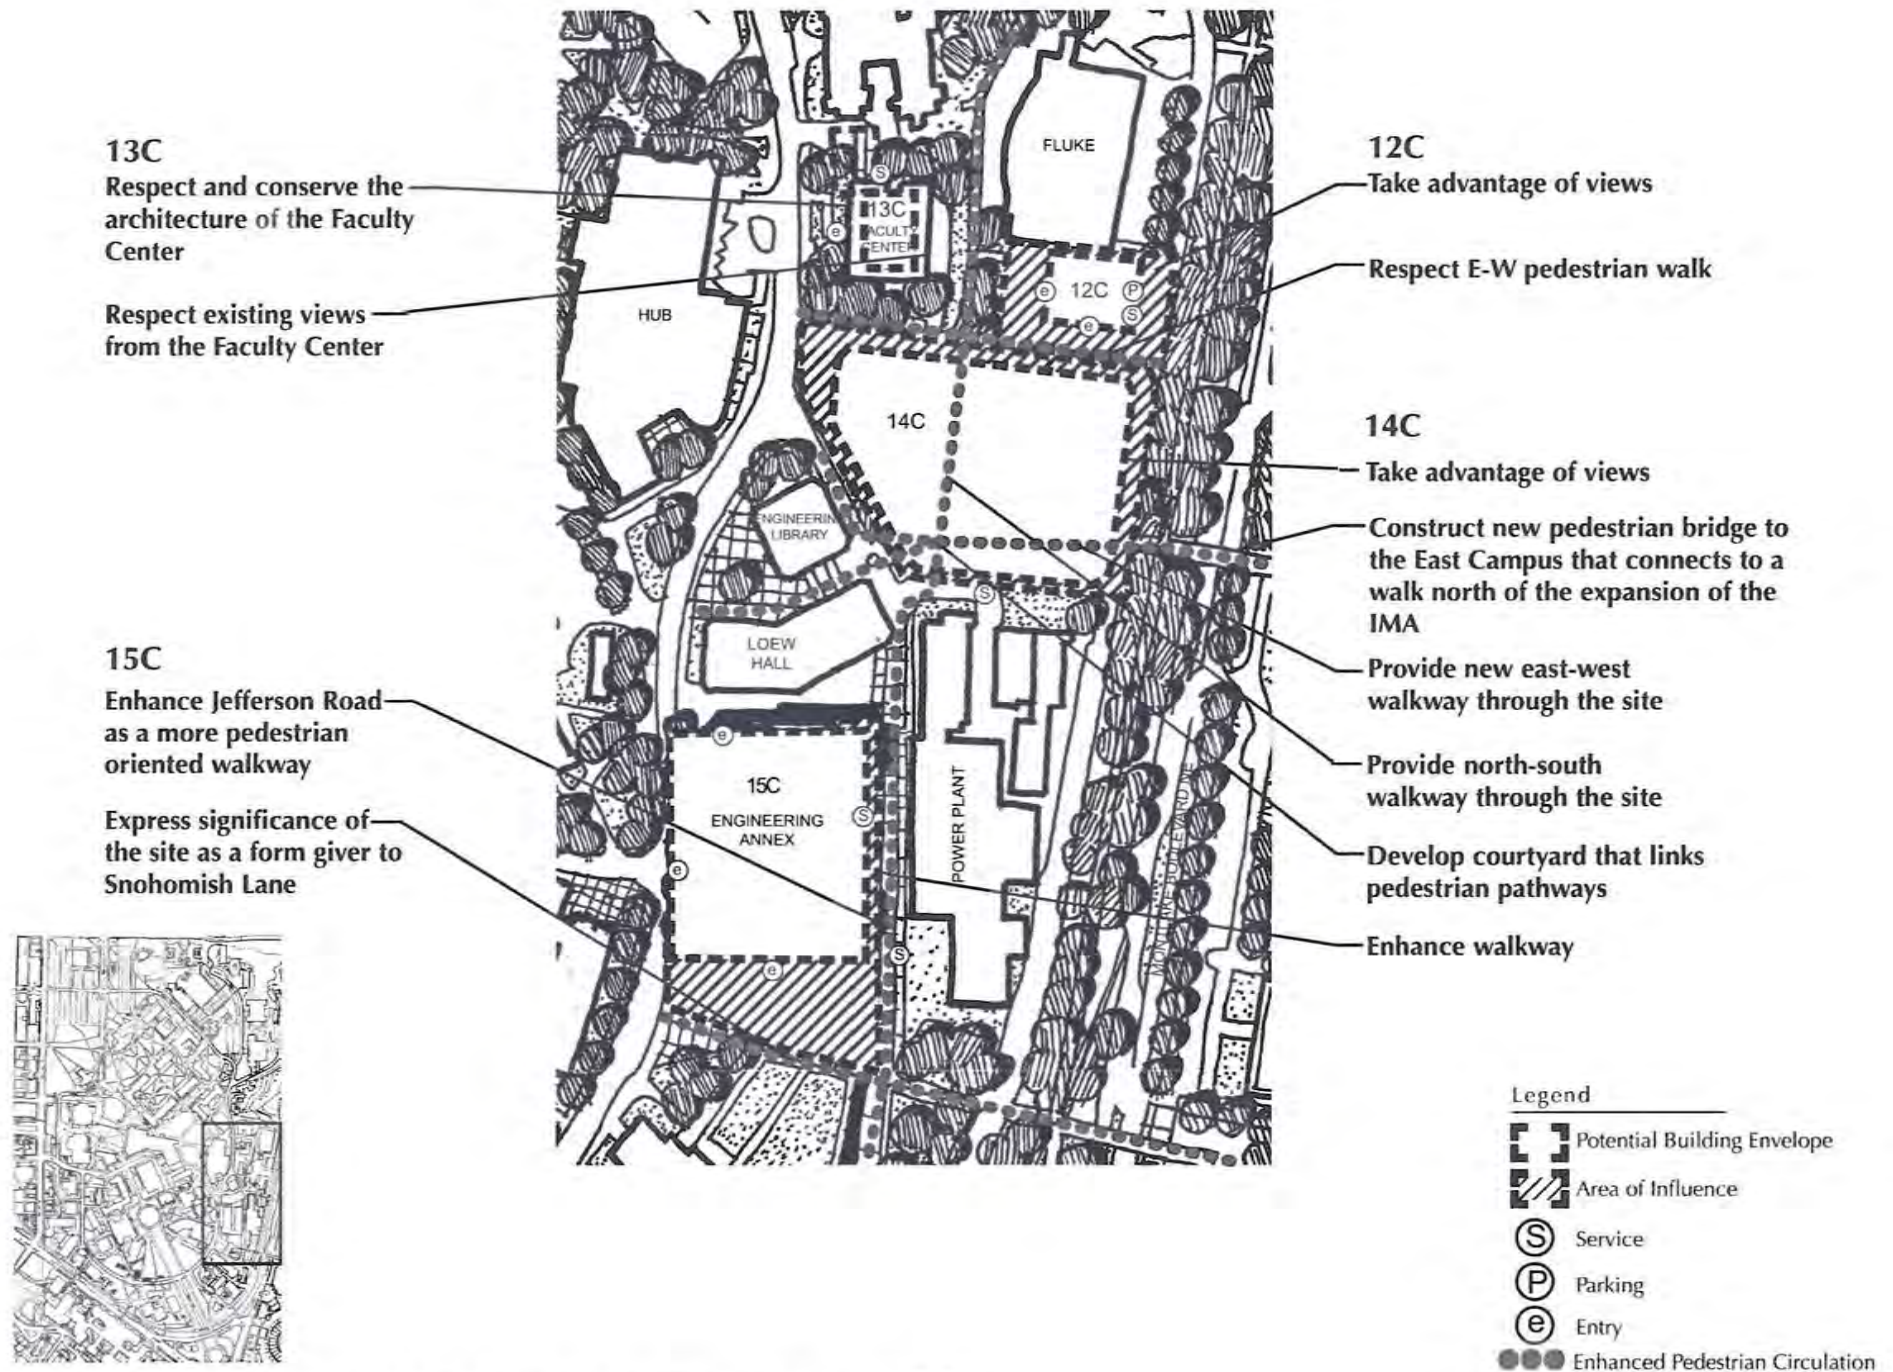 13C
Respect and conserve the
architecture of the Faculty
Center
Respect existing views
from the Faculty Center
15C
Enhance Jefferson Road
as a more pedestrian
oriented walkway
Express significance of
the site as a form giver to
Snohomish Lane
FLUKE
S
13C
FACULTY
CENTER
e
HUB
e
12C
P
S
e
14C
ENGINEERING
LIBRARY
S
LOEW
HALL
e
15C
ENGINEERING
ANNEX
S
e
e
S
POWER PLANT
12C
Take advantage of views
Respect E-W pedestrian walk
14C
Take advantage of views
Construct new pedestrian bridge to
the East Campus that connects to a
walk north of the expansion of the
IMA
Provide new east-west
walkway through the site
Provide north-south
walkway through the site
Develop courtyard that links
pedestrian pathways
Enhance walkway
Legend
Potential Building Envelope
Area of Influence
S Service
P Parking
e Entry
Enhanced Pedestrian Circulation